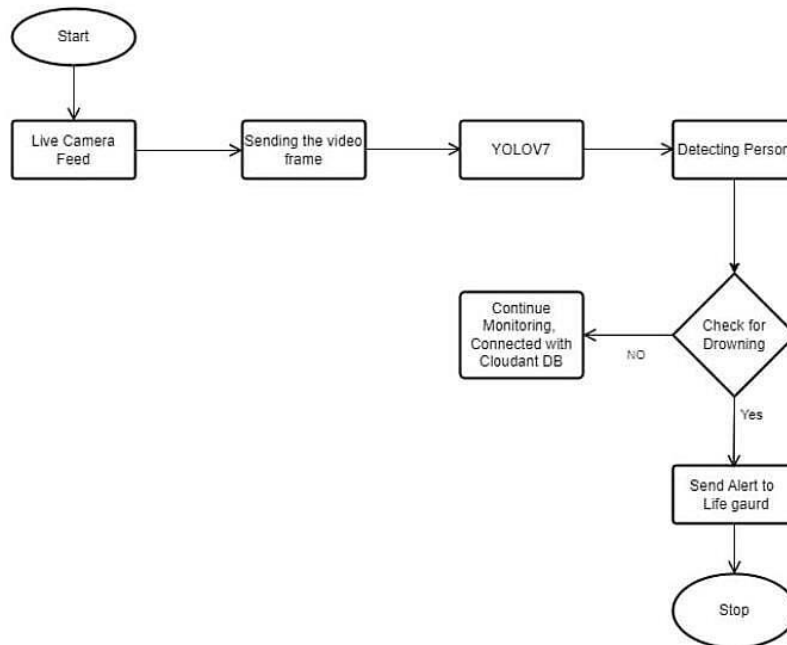 Start
Live Camera
Feed
Sending the video
frame
YOLOV7
Detecting Person
Continue
Monitoring,
Connected with
Cloudant DB
NO
Check for
Drowning
Yes
Send Alert to
Life gaurd
Stop